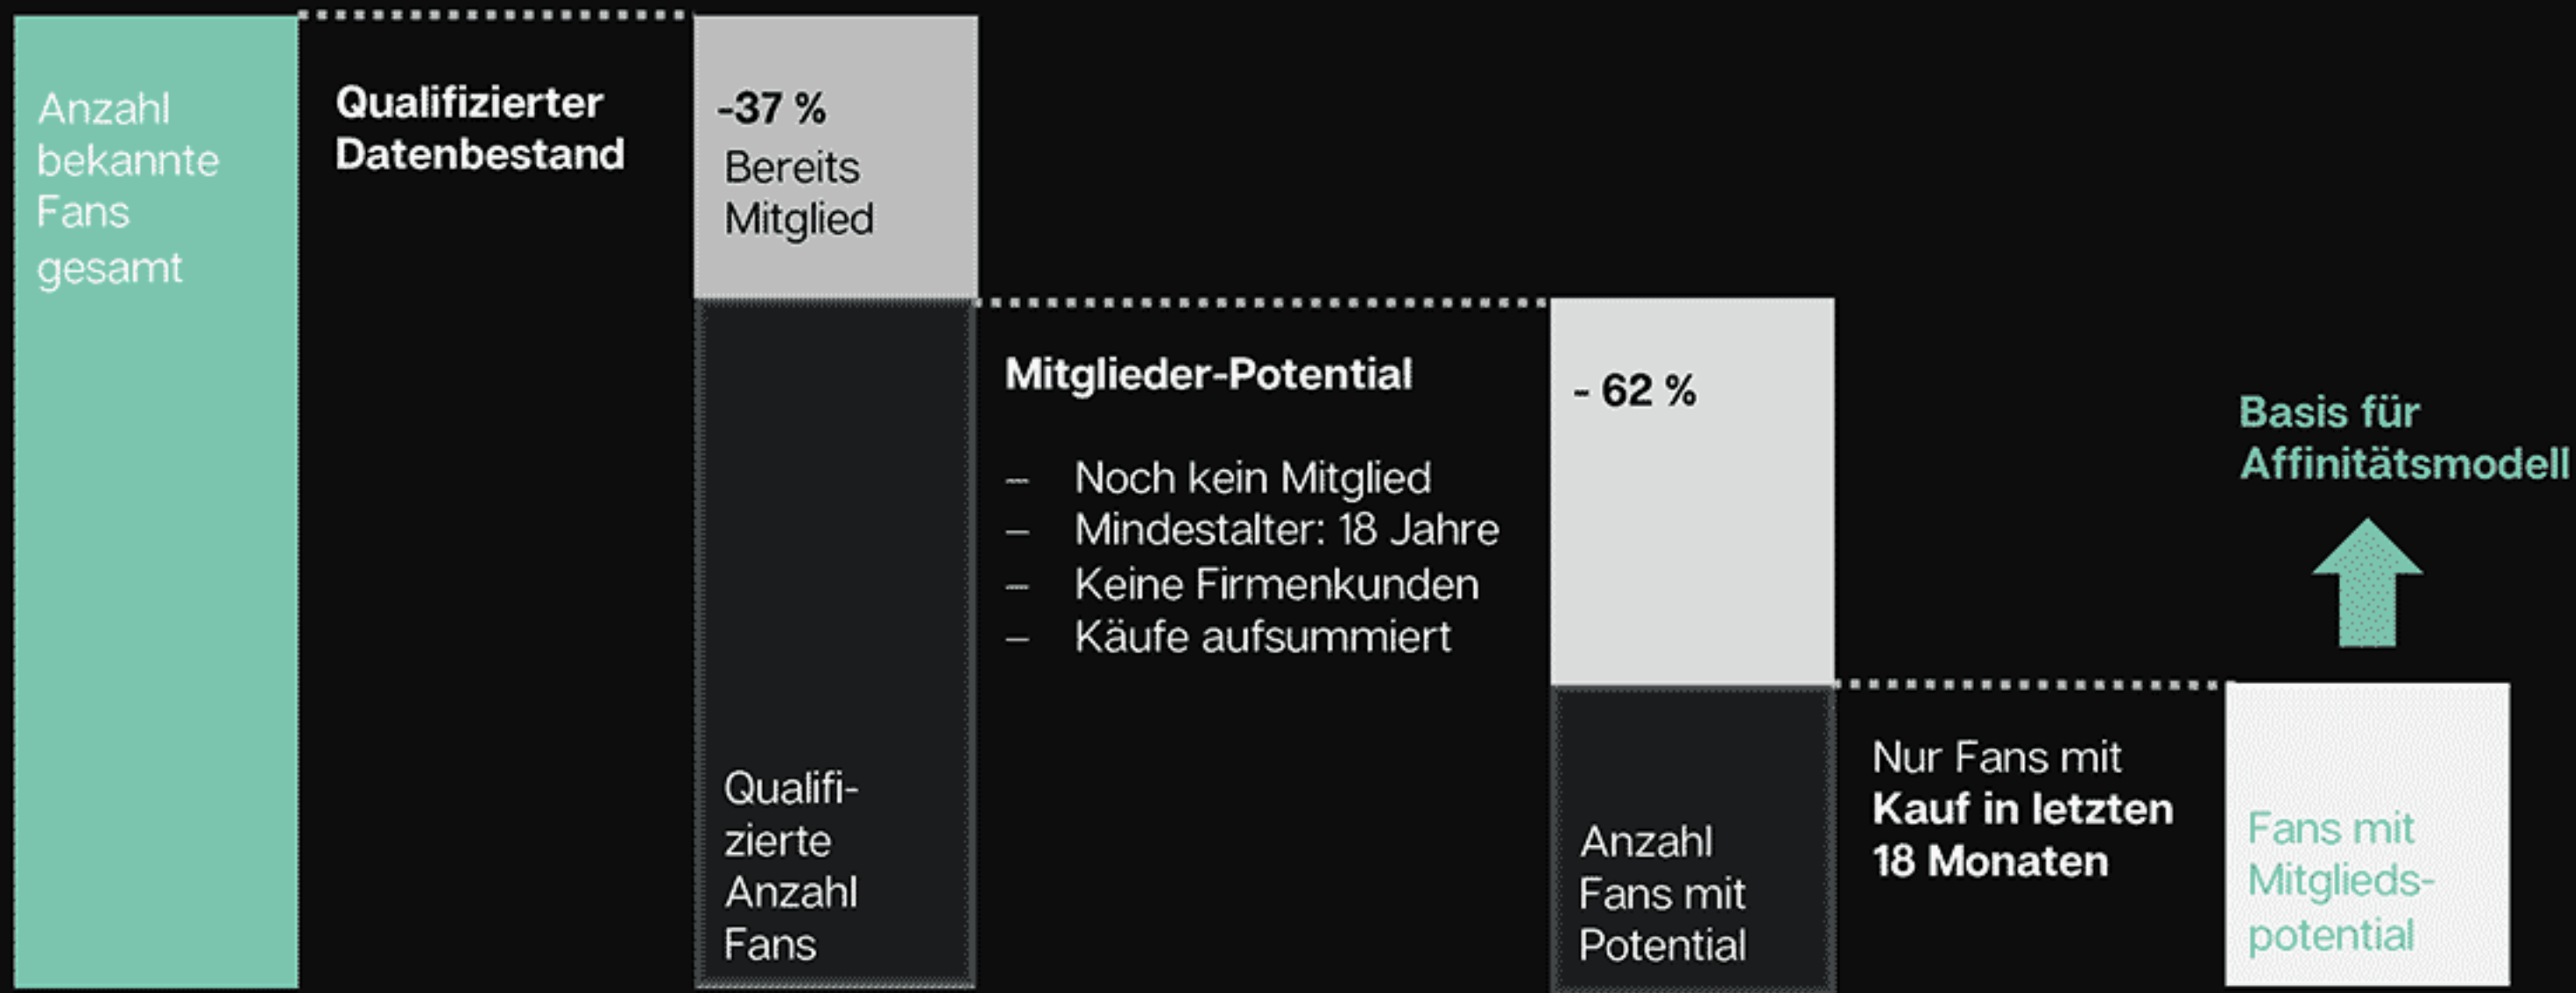 Anzahl
bekannte
Fans
gesamt
Qualifizierter
Datenbestand
-37 %
Bereits
Mitglied
Qualifi-
zierte
Anzahl
Fans
Mitglieder-Potential
– Noch kein Mitglied
– Mindestalter: 18 Jahre
– Keine Firmenkunden
– Käufe aufsummiert
- 62 %
Anzahl
Fans mit
Potential
Nur Fans mit
Kauf in letzten
18 Monaten
Basis für
Affinitätsmodell
Fans mit
Mitglieds-
potential